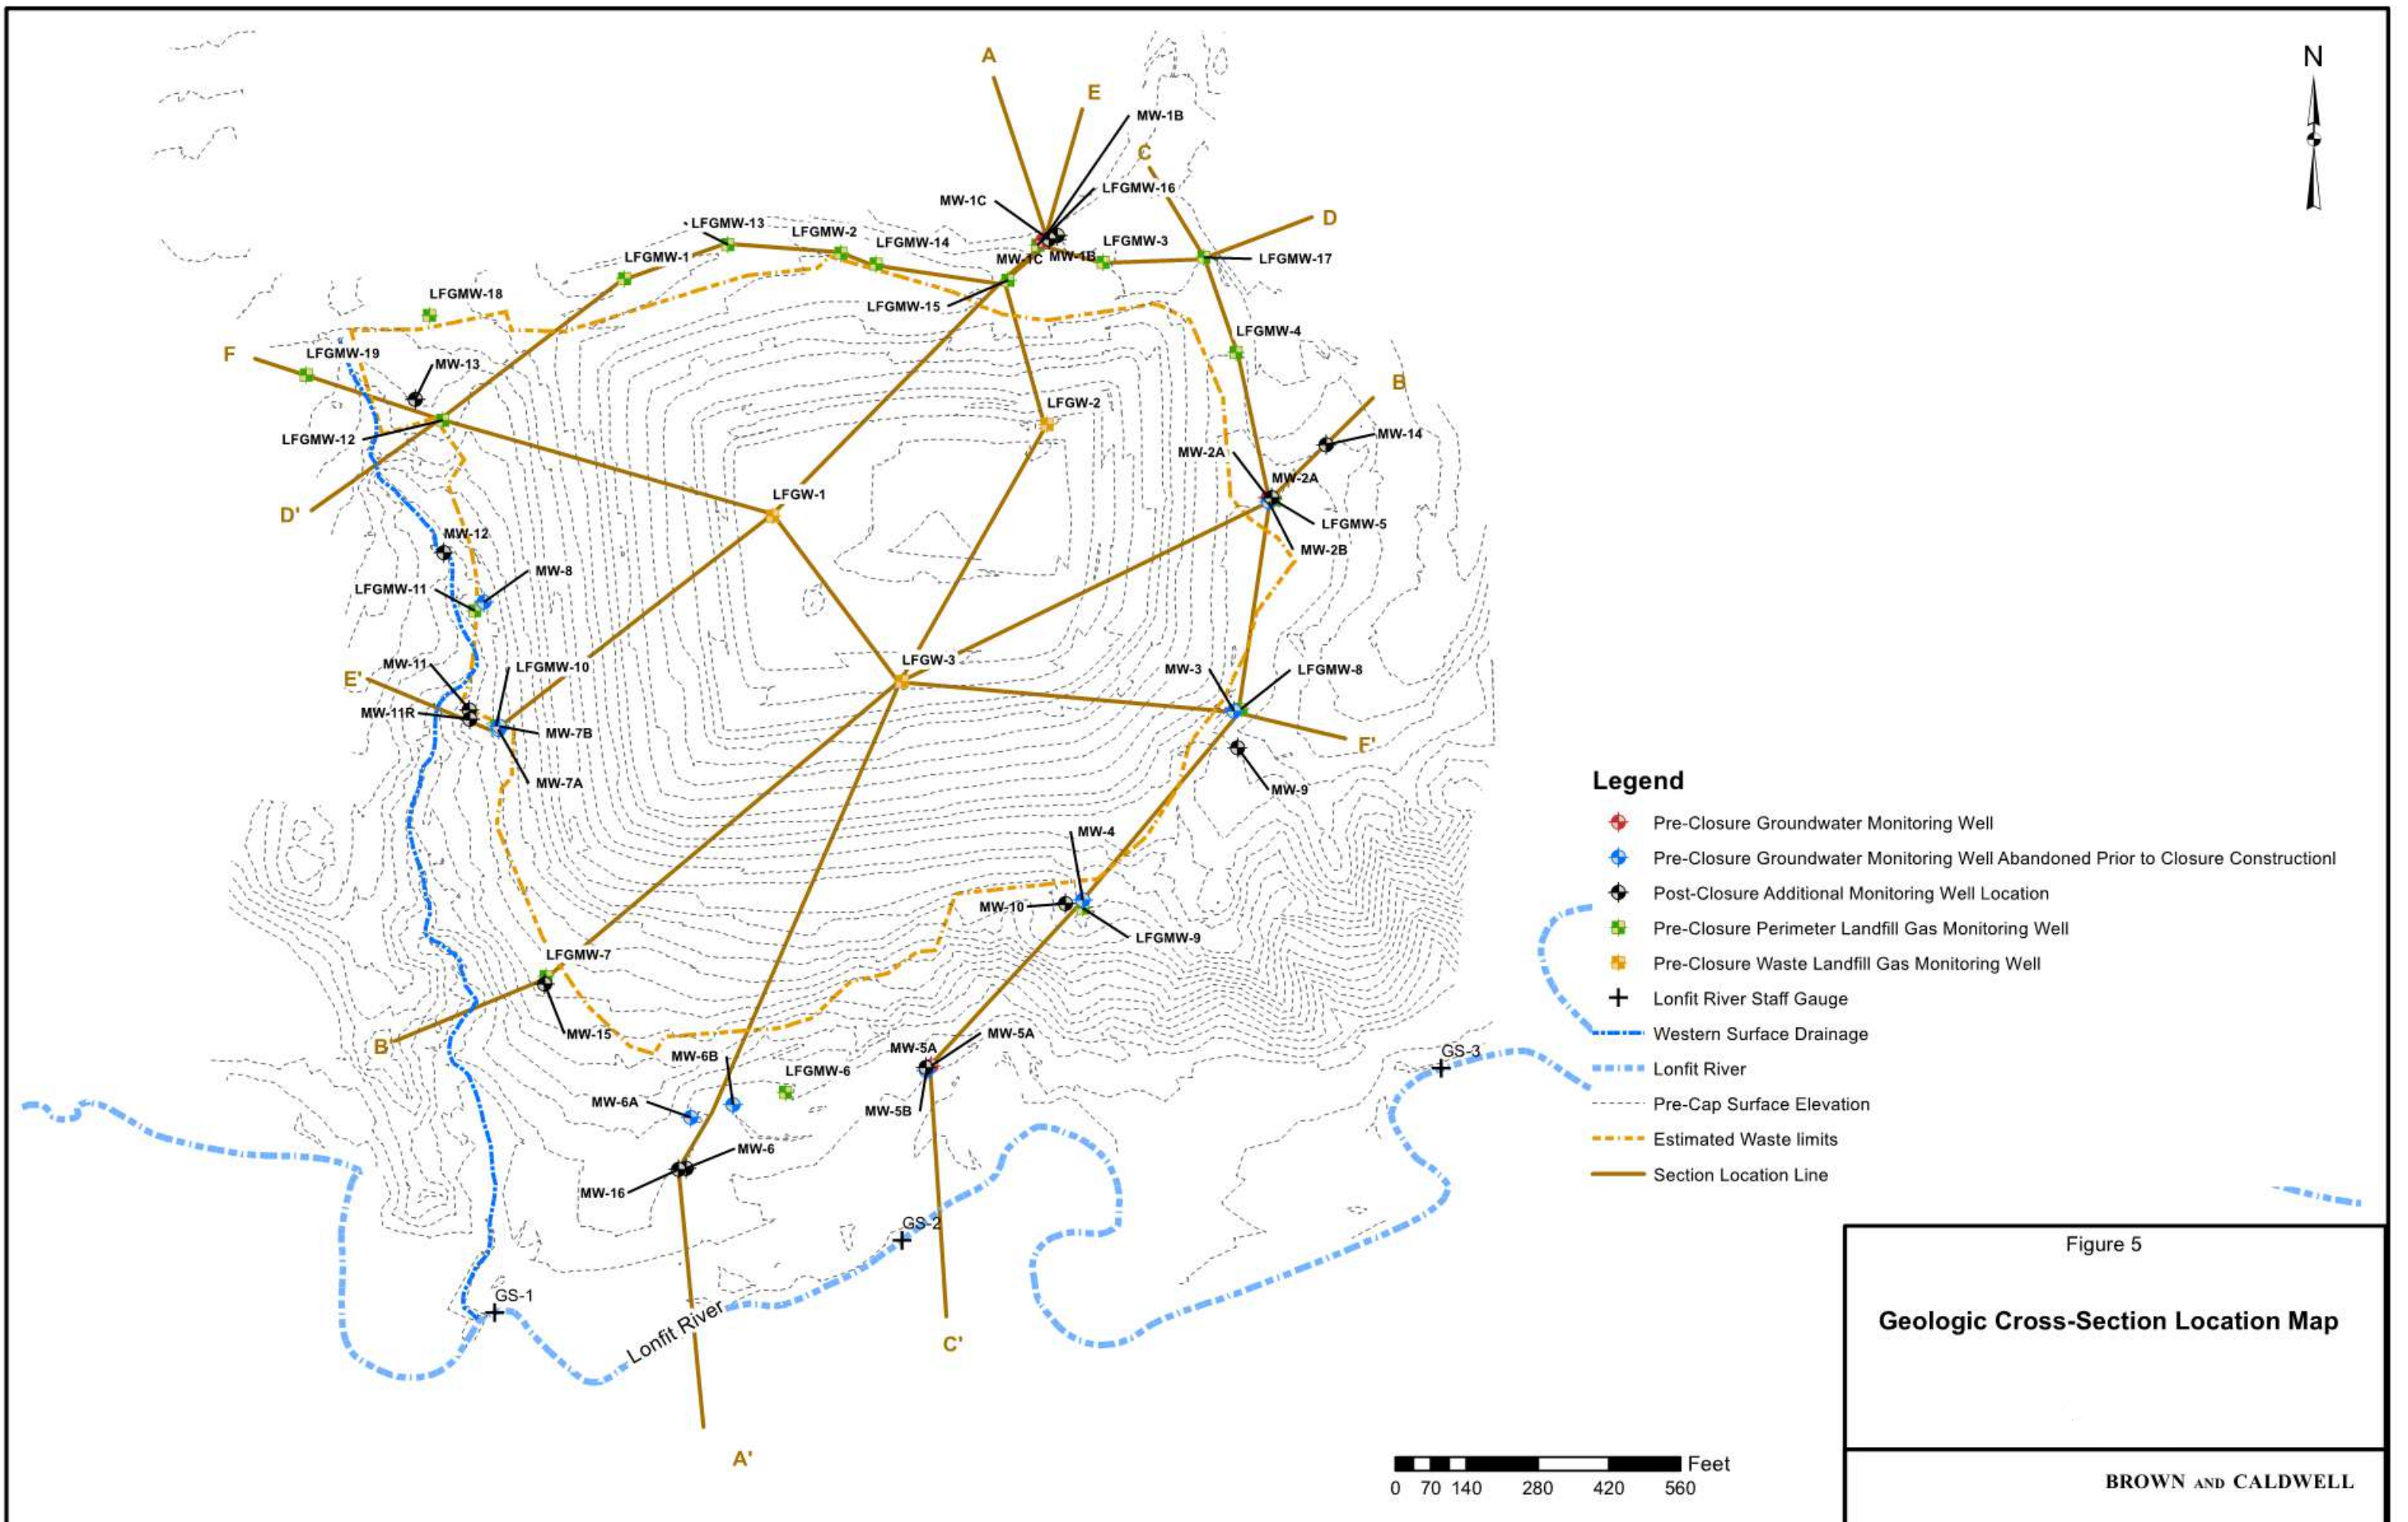 A
N
E
MW-1B
C
LFGMW-16
MW-1C
D
LFGMW-13
LFGMW-2
LFGMW-14
LFGMW-3
LFGMW-1
MW-1C
MW-1B
LFGMW-17
LFGMW-18
LFGMW-15
LFGMW-4
F
LFGMW-19
MW-13
B
LFGW-2
LFGMW-12
MW-14
MW-2A
MW-2A
LFGW-1
D'
LFGMW-5
MW-12
MW-2B
MW-8
LFGMW-11
MW-11
LFGMW-10
LFGW-3
MW-3
LFGMW-8
E'
MW-11R
MW-7B
F'
MW-7A
MW-9
MW-4
MW-10
LFGMW-9
LFGMW-7
MW-15
B'
MW-5A
MW-5A
MW-6B
LFGMW-6
GS-3
MW-6A
MW-5B
MW-6
MW-16
GS-2
GS-1
Lonfit River
C'
A'
Legend
Pre-Closure Groundwater Monitoring Well
Pre-Closure Groundwater Monitoring Well Abandoned Prior to Closure Constructionl
Post-Closure Additional Monitoring Well Location
Pre-Closure Perimeter Landfill Gas Monitoring Well
Pre-Closure Waste Landfill Gas Monitoring Well
Lonfit River Staff Gauge
Western Surface Drainage
Lonfit River
Pre-Cap Surface Elevation
Estimated Waste limits
Section Location Line
Feet
0 70 140 280 420 560
Figure 5
Geologic Cross-Section Location Map
BROWN AND CALDWELL